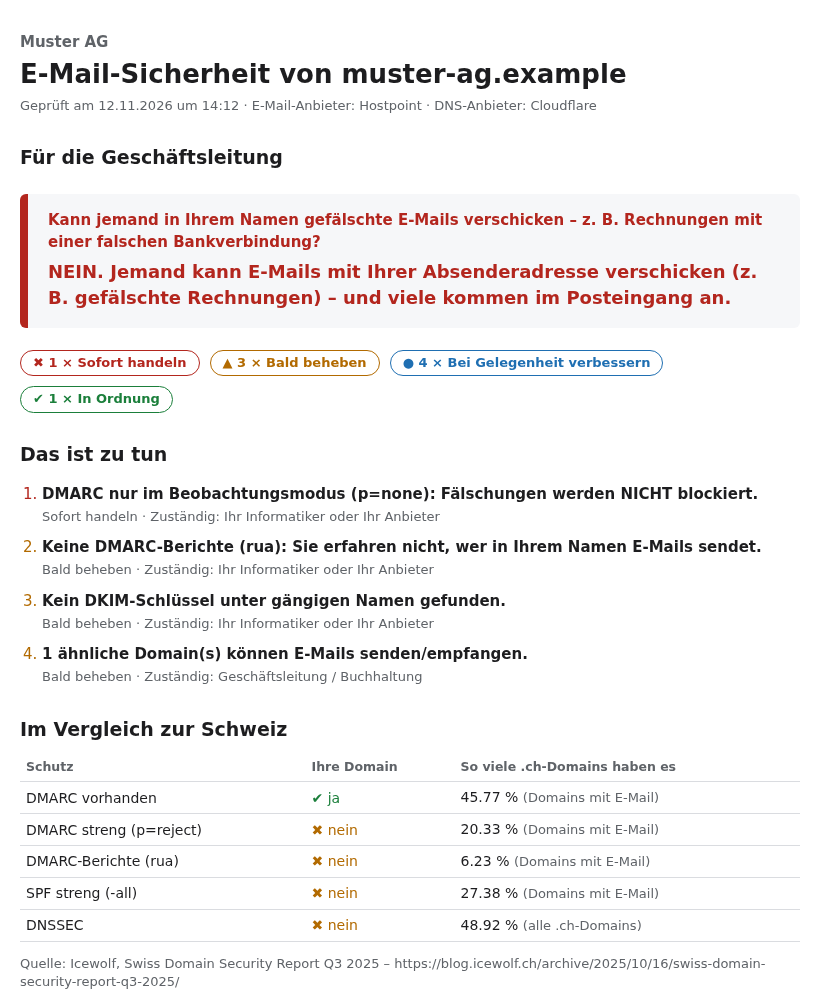 Muster AG
E-Mail-Sicherheit von muster-ag.example
Geprüft am 12.11.2026 um 14:12 · E-Mail-Anbieter: Hostpoint · DNS-Anbieter: Cloudflare
Für die Geschäftsleitung
Kann jemand in Ihrem Namen gefälschte E-Mails verschicken – z. B. Rechnungen mit
einer falschen Bankverbindung?
NEIN. Jemand kann E-Mails mit Ihrer Absenderadresse verschicken (z.
B. gefälschte Rechnungen) – und viele kommen im Posteingang an.
✖ 1 × Sofort handeln ▲ 3 × Bald beheben ● 4 × Bei Gelegenheit verbessern
✔ 1 × In Ordnung
Das ist zu tun
1. DMARC nur im Beobachtungsmodus (p=none): Fälschungen werden NICHT blockiert.
Sofort handeln · Zuständig: Ihr Informatiker oder Ihr Anbieter
2. Keine DMARC-Berichte (rua): Sie erfahren nicht, wer in Ihrem Namen E-Mails sendet.
Bald beheben · Zuständig: Ihr Informatiker oder Ihr Anbieter
3. Kein DKIM-Schlüssel unter gängigen Namen gefunden.
Bald beheben · Zuständig: Ihr Informatiker oder Ihr Anbieter
4. 1 ähnliche Domain(s) können E-Mails senden/empfangen.
Bald beheben · Zuständig: Geschäftsleitung / Buchhaltung
Im Vergleich zur Schweiz
Schutz Ihre Domain So viele .ch-Domains haben es
DMARC vorhanden ✔ ja 45.77 % (Domains mit E-Mail)
DMARC streng (p=reject) ✖ nein 20.33 % (Domains mit E-Mail)
DMARC-Berichte (rua) ✖ nein 6.23 % (Domains mit E-Mail)
SPF streng (-all) ✖ nein 27.38 % (Domains mit E-Mail)
DNSSEC ✖ nein 48.92 % (alle .ch-Domains)
Quelle: Icewolf, Swiss Domain Security Report Q3 2025 – https://blog.icewolf.ch/archive/2025/10/16/swiss-domain-
security-report-q3-2025/